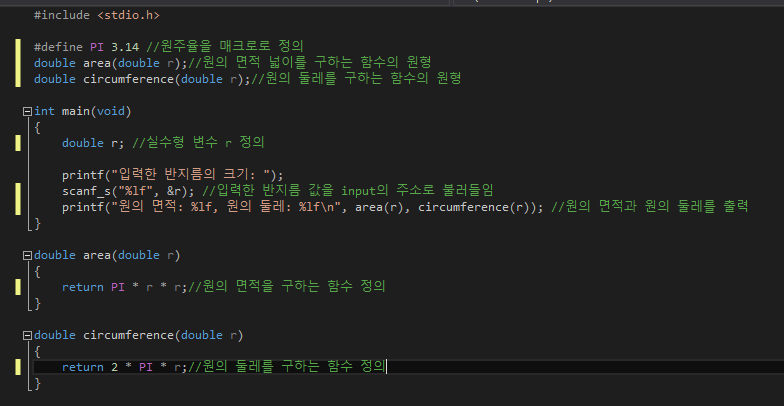 #include <stdio.h>
#define PI 3.14 //원주율을 매크로로 정의
double area(double r);//원의 면적 넓이를 구하는 함수의 원형
double circumference(double r);//원의 둘레를 구하는 함수의 원형
int main(void)
{
double r; //실수형 변수 r 정의
printf("입력한 반지름의 크기: ");
scanf_s("%lf", &r); //입력한 반지름 값을 input의 주소로 불러들임
printf("원의 면적: %lf, 원의 둘레: %lf\n", area(r), circumference(r)); //원의 면적과 원의 둘레를 출력
}
double area(double r)
{
return PI * r * r;//원의 면적을 구하는 함수 정의
}
double circumference(double r)
{
return 2 * PI * r;//원의 둘레를 구하는 함수 정의
}